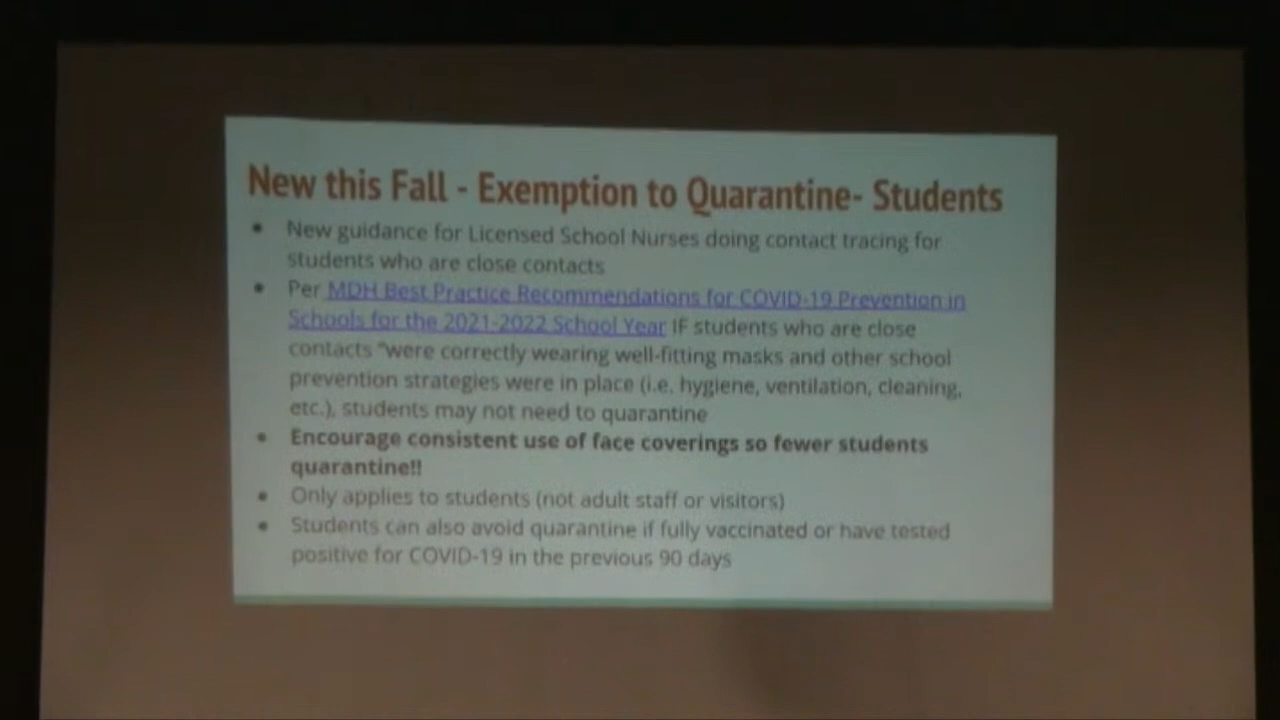 New this Fall - Exemption to Quarantine- Students
• New guidance for Licensed School Nurses doing contact tracing for
students who are close contacts
• Per MDH Best Practice Recommendations for COVID-19 Prevention in
Schools for the 2021-2022 School Year IF students who are close
contacts "were correctly wearing well-fitting masks and other school
prevention strategies were in place (i.e. hygiene, ventilation, cleaning,
etc.), students may not need to quarantine
• Encourage consistent use of face coverings so fewer students
quarantine!!
• Only applies to students (not adult staff or visitors)
• Students can also avoid quarantine if fully vaccinated or have tested
positive for COVID-19 in the previous 90 days